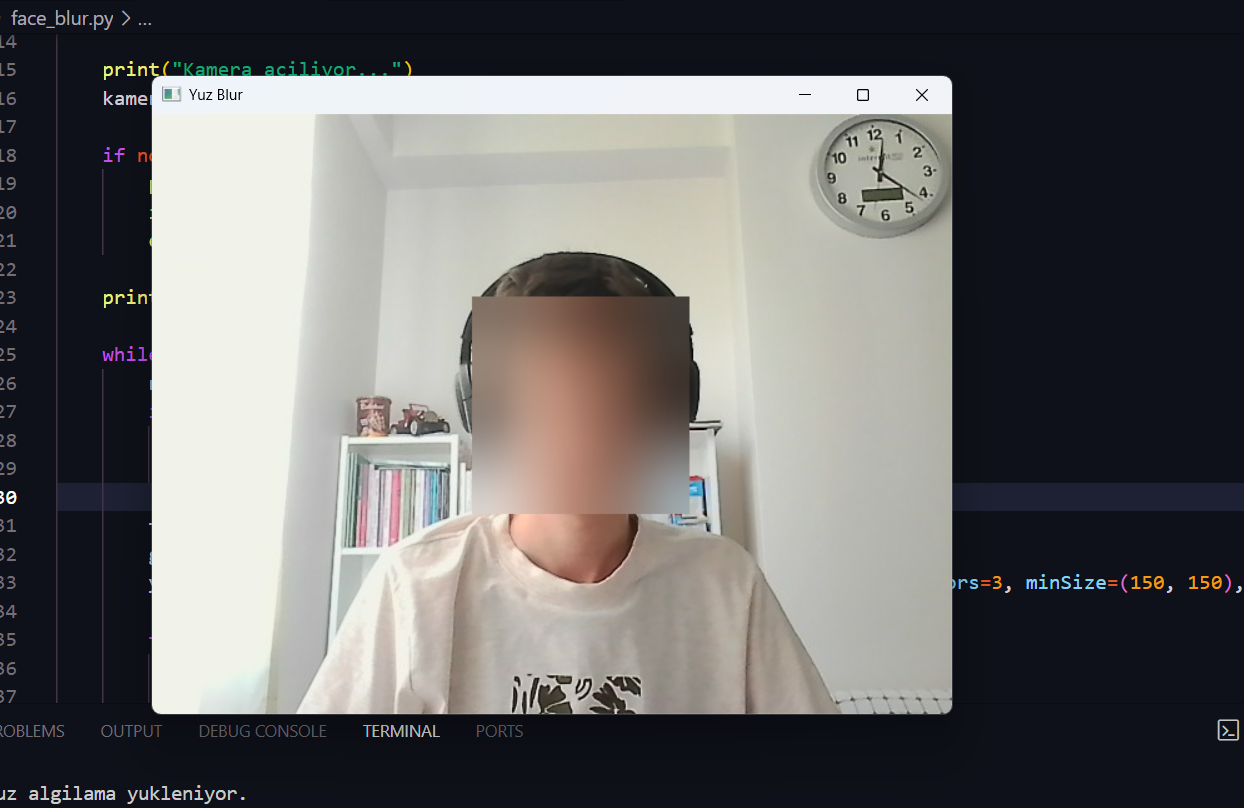 face_blur.py > ...
14
15 print("Kamera aciliyor...")
16 kamer
17
18 if no
19
20
21
22
23 print
24
25 while
26
27
28
29
30
31
32
33 ors=3, minSize=(150, 150),
34
35
36
37
Yuz Blur
11 12 1
10 2
9 3
8 4
7 6 5
ROBLEMS OUTPUT DEBUG CONSOLE TERMINAL PORTS
uz algilama yukleniyor.